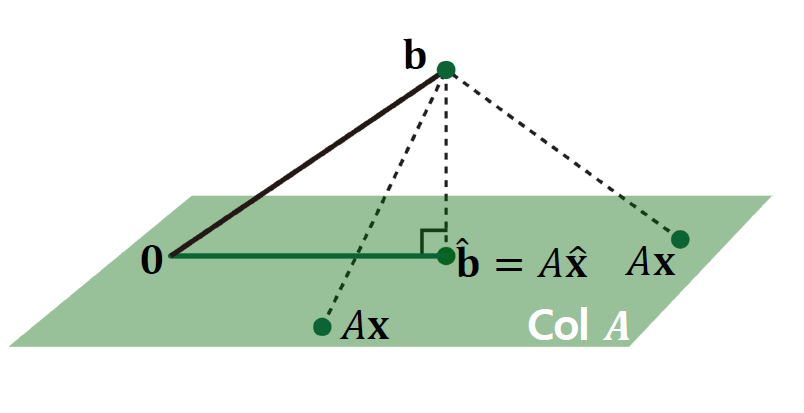 b
0
b̂ = Ax̂
Ax
Ax
Col A